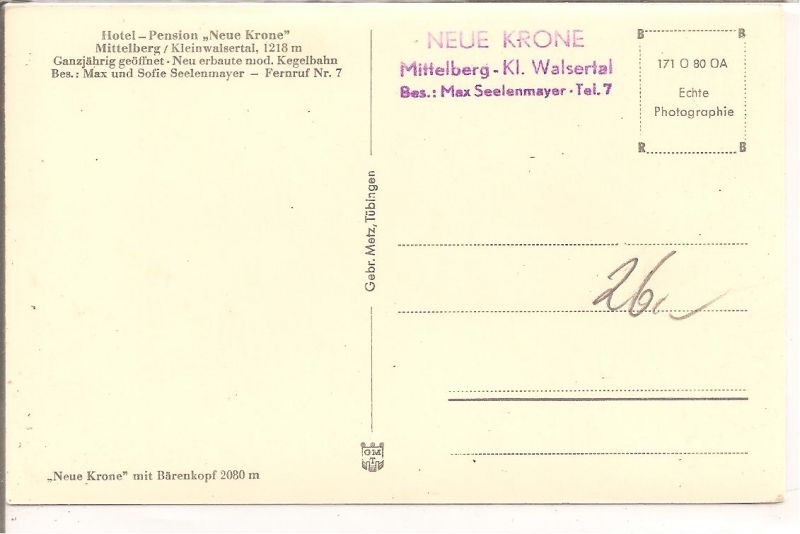 Hotel – Pension „Neue Krone”
Mittelberg / Kleinwalsertal, 1218 m
Ganzjährig geöffnet · Neu erbaute mod. Kegelbahn
Bes.: Max und Sofie Seelenmayer – Fernruf Nr. 7
NEUE KRONE
Mittelberg - Kl. Walsertal
Bes.: Max Seelenmayer · Tel. 7
171 O 80 OA
Echte
Photographie
R B
Gebr. Metz, Tübingen
26,
GM
T
„Neue Krone” mit Bärenkopf 2080 m